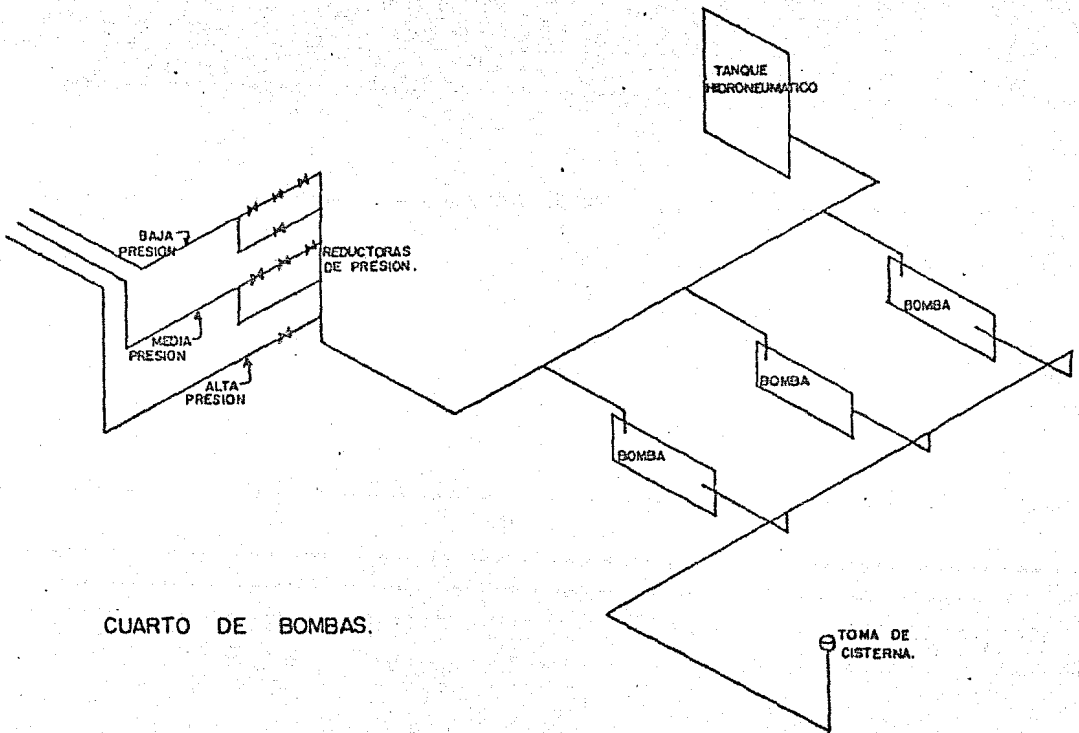 TANQUE
HIDRONEUMATICO
BAJA
PRESION
REDUCTORAS
DE PRESION.
MEDIA
PRESION
ALTA
PRESION
BOMBA
BOMBA
BOMBA
CUARTO DE BOMBAS.
TOMA DE
CISTERNA.